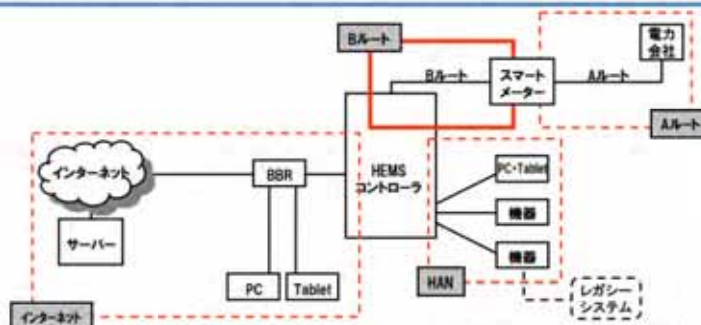 Bルート
電力
会社
Bルート
スマート
メーター
Aルート
Aルート
インターネット
BBR
HEMS
コントローラ
PC・Tablet
機器
サーバー
機器
PC
Tablet
HAN
レガシー
システム
インターネット